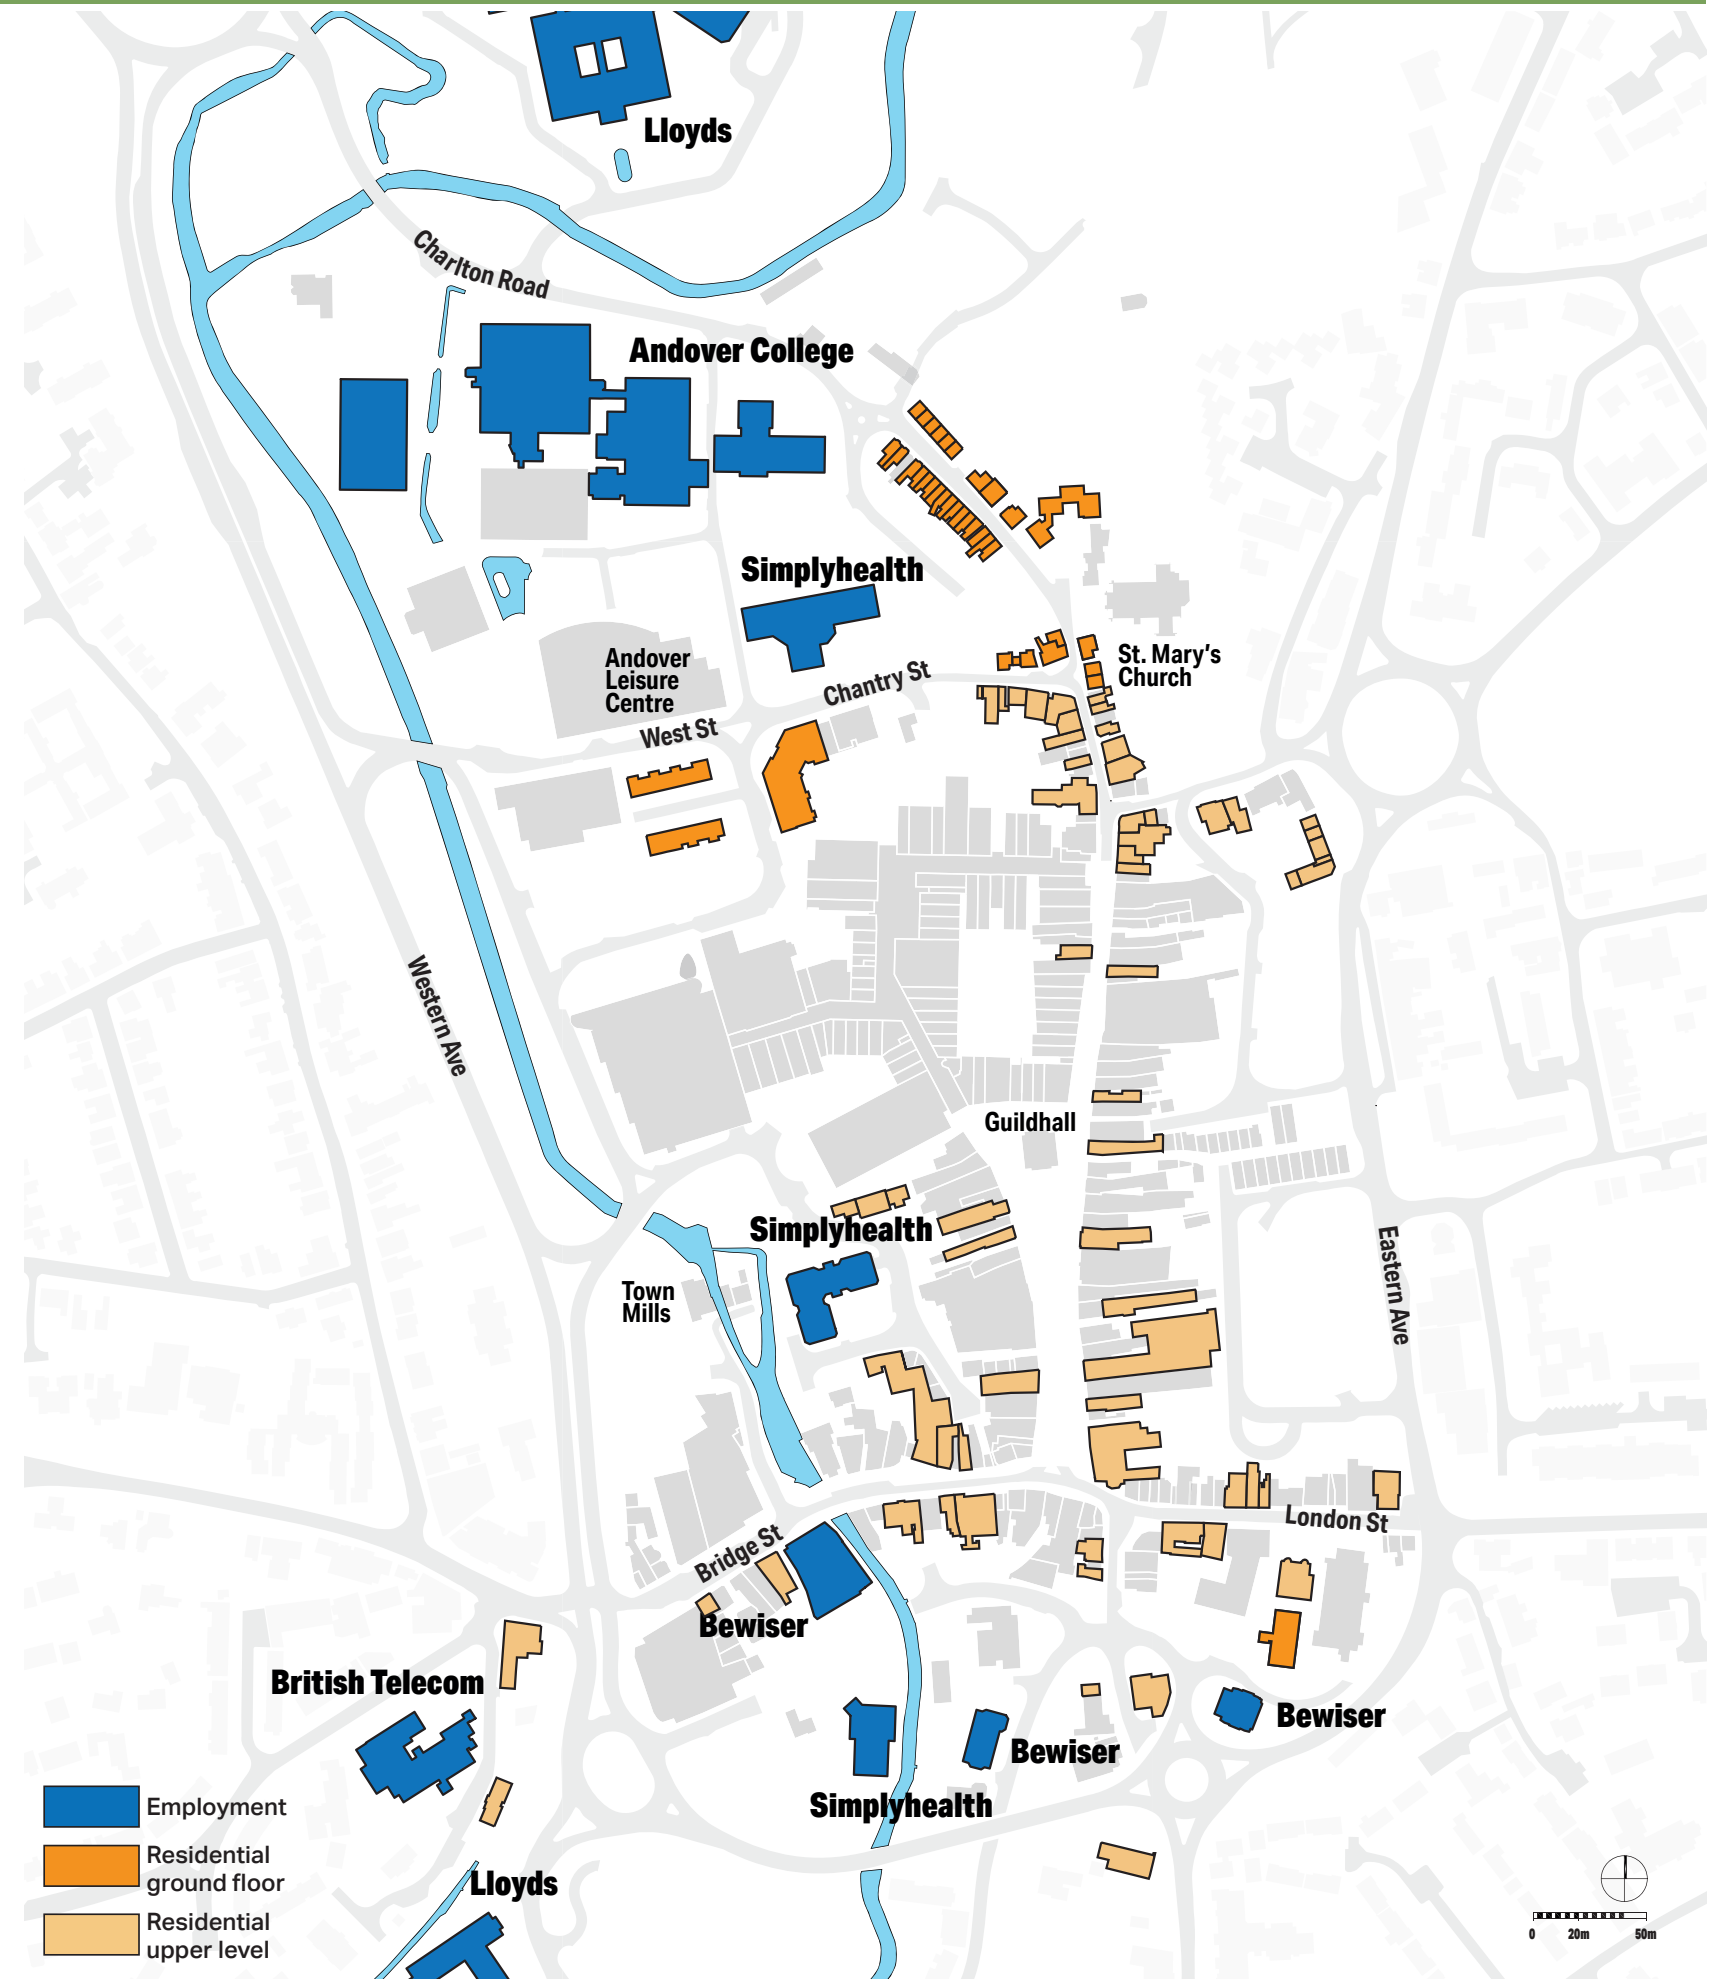 Lloyds
Charlton Road
Andover College
Simplyhealth
St. Mary's
Church
Andover
Leisure
Centre
Chantry St
West St
Western Ave
Guildhall
Simplyhealth
Eastern Ave
Town
Mills
London St
Bridge St
Bewiser
British Telecom
Bewiser
Bewiser
Simplyhealth
Lloyds
Employment
Residential
ground floor
Residential
upper level
0 20m 50m